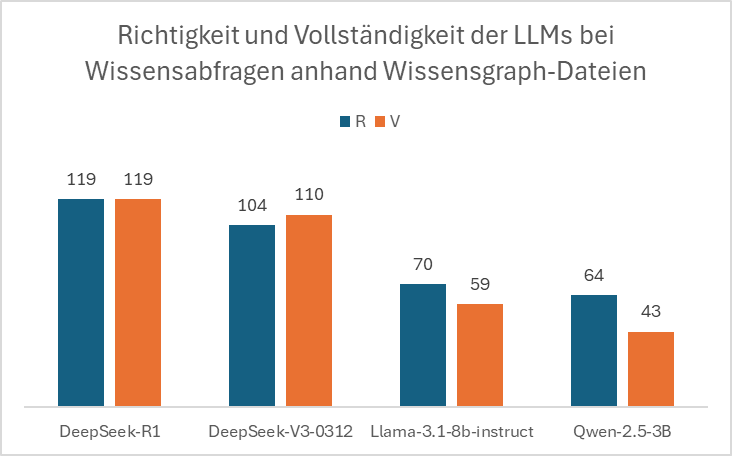 Richtigkeit und Vollständigkeit der LLMs bei
Wissensabfragen anhand Wissensgraph-Dateien
R V
119 119 104 110 70 59 64 43
DeepSeek-R1 DeepSeek-V3-0312 Llama-3.1-8b-instruct Qwen-2.5-3B